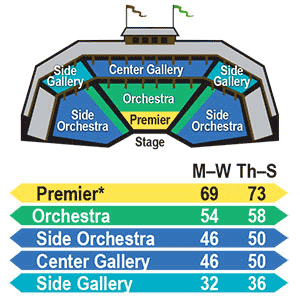 Side Gallery
Center Gallery
Side Gallery
Orchestra
Side Orchestra
Premier
Side Orchestra
Stage
M–W Th–S
Premier* 69 73
Orchestra 54 58
Side Orchestra 46 50
Center Gallery 46 50
Side Gallery 32 36